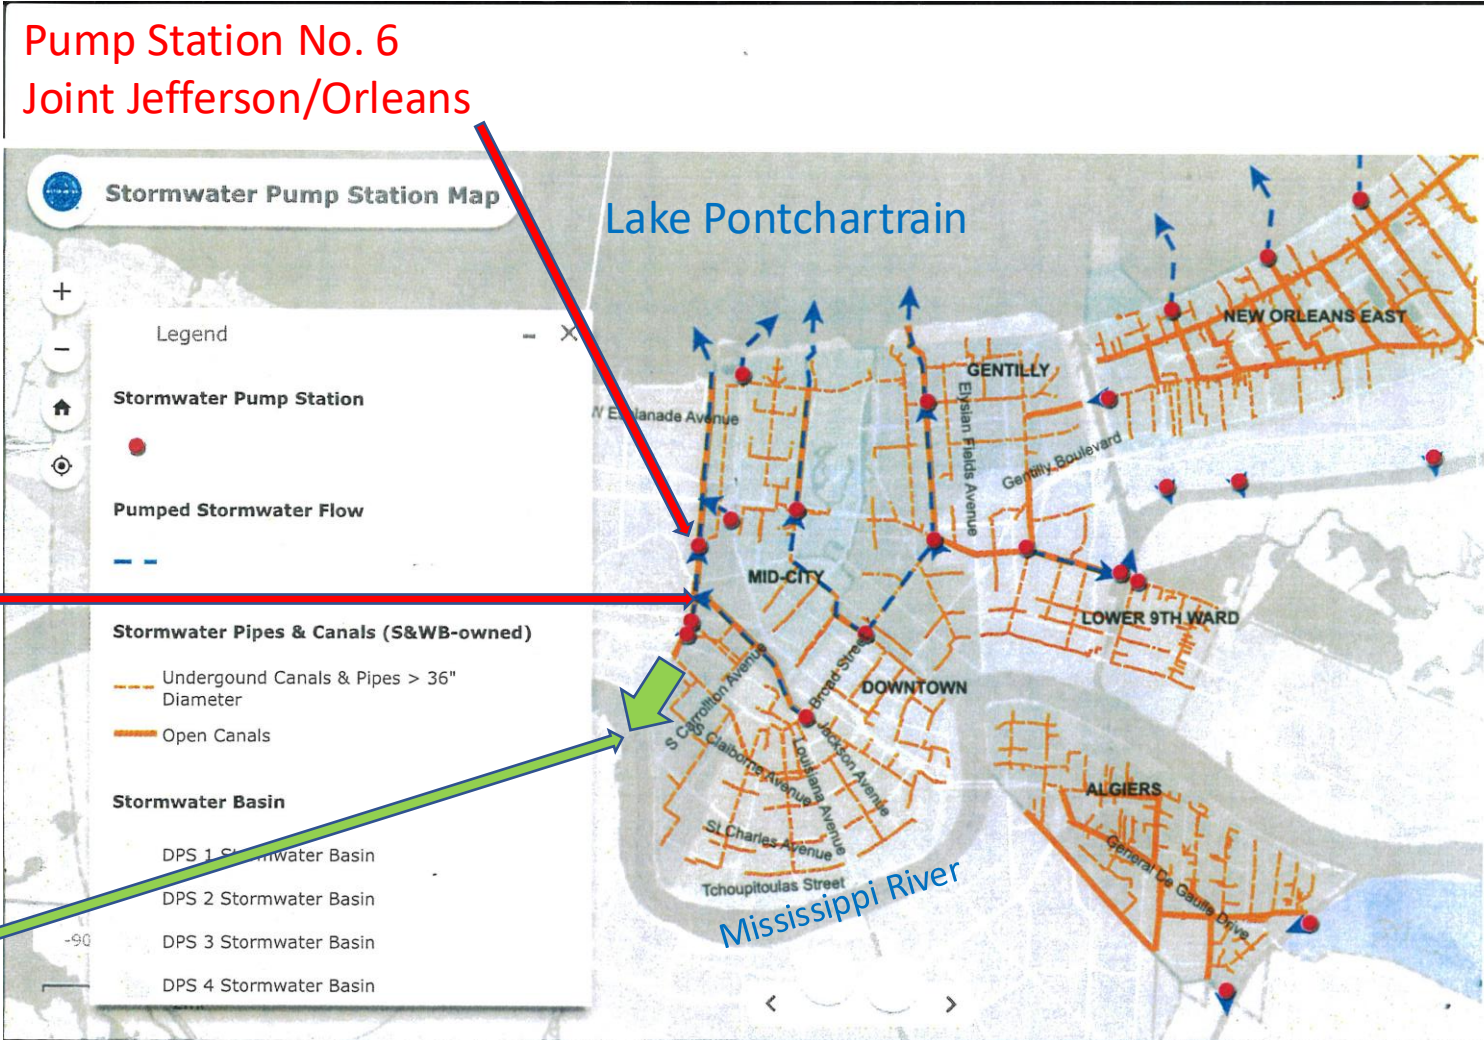 Pump Station No. 6
Joint Jefferson/Orleans
Stormwater Pump Station Map
Lake Pontchartrain
+
−
Legend
Stormwater Pump Station
Pumped Stormwater Flow
Stormwater Pipes & Canals (S&WB-owned)
Undergound Canals & Pipes > 36"
Diameter
Open Canals
Stormwater Basin
DPS 1 Stormwater Basin
DPS 2 Stormwater Basin
DPS 3 Stormwater Basin
DPS 4 Stormwater Basin
-90
NEW ORLEANS EAST
GENTILLY
W Esplanade Avenue
Elysian Fields Avenue
Gentilly Boulevard
MID-CITY
LOWER 9TH WARD
Broad Street
DOWNTOWN
S Carrollton Avenue
S Claiborne Avenue
Louisiana Avenue
Jackson Avenue
St Charles Avenue
Tchoupitoulas Street
Mississippi River
ALGIERS
General De Gaulle Drive